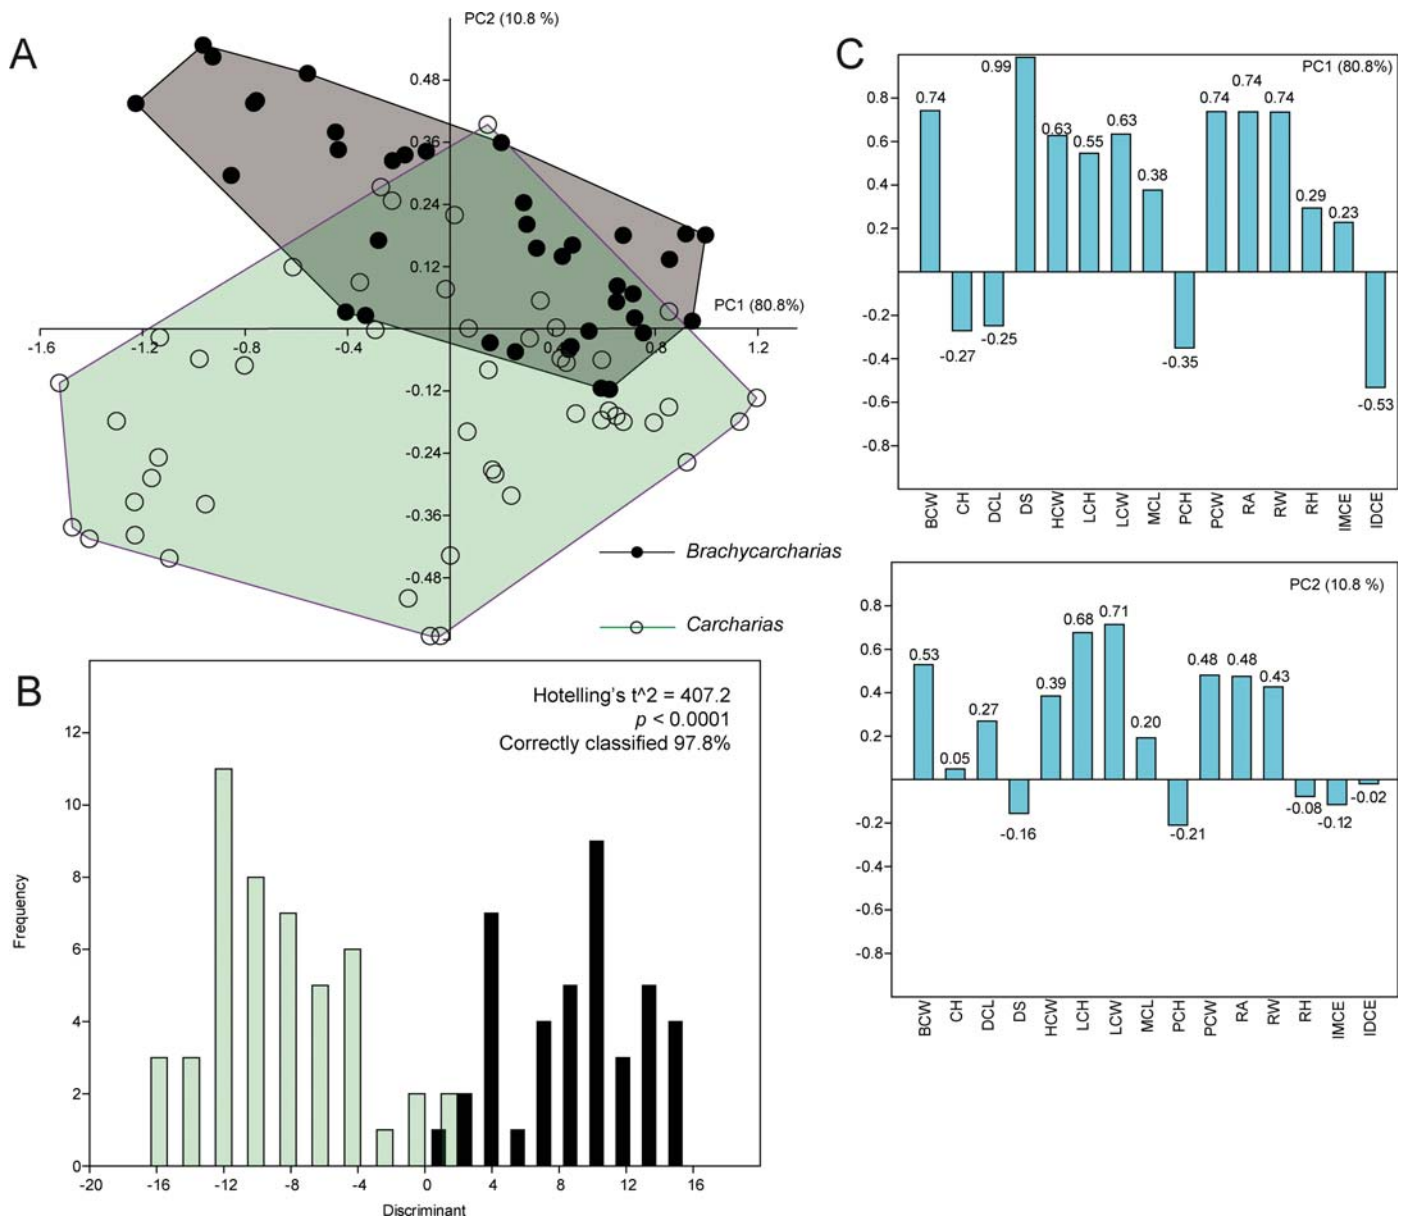 A
PC2 (10.8 %)
0.48
0.36
0.24
0.12
PC1 (80.8%)
-1.6
-1.2
-0.8
-0.4
0.4
0.8
1.2
-0.12
-0.24
-0.36
-0.48
Brachycarcharias
Carcharias
B
Hotelling's t^2 = 407.2
p < 0.0001
Correctly classified 97.8%
Frequency
12
10
8
6
4
2
0
-20
-16
-12
-8
-4
0
4
8
12
16
Discriminant
C
PC1 (80.8%)
0.8
0.6
0.4
0.2
-0.2
-0.4
-0.6
-0.8
0.74
-0.27
-0.25
0.99
0.63
0.55
0.63
0.38
-0.35
0.74
0.74
0.74
0.29
0.23
-0.53
BCW
CH
DCL
DS
HCW
LCH
LCW
MCL
PCH
PCW
RA
RW
RH
IMCE
IDCE
PC2 (10.8 %)
0.8
0.6
0.4
0.2
-0.2
-0.4
-0.6
-0.8
0.53
0.05
0.27
-0.16
0.39
0.68
0.71
0.20
-0.21
0.48
0.48
0.43
-0.08
-0.12
-0.02
BCW
CH
DCL
DS
HCW
LCH
LCW
MCL
PCH
PCW
RA
RW
RH
IMCE
IDCE